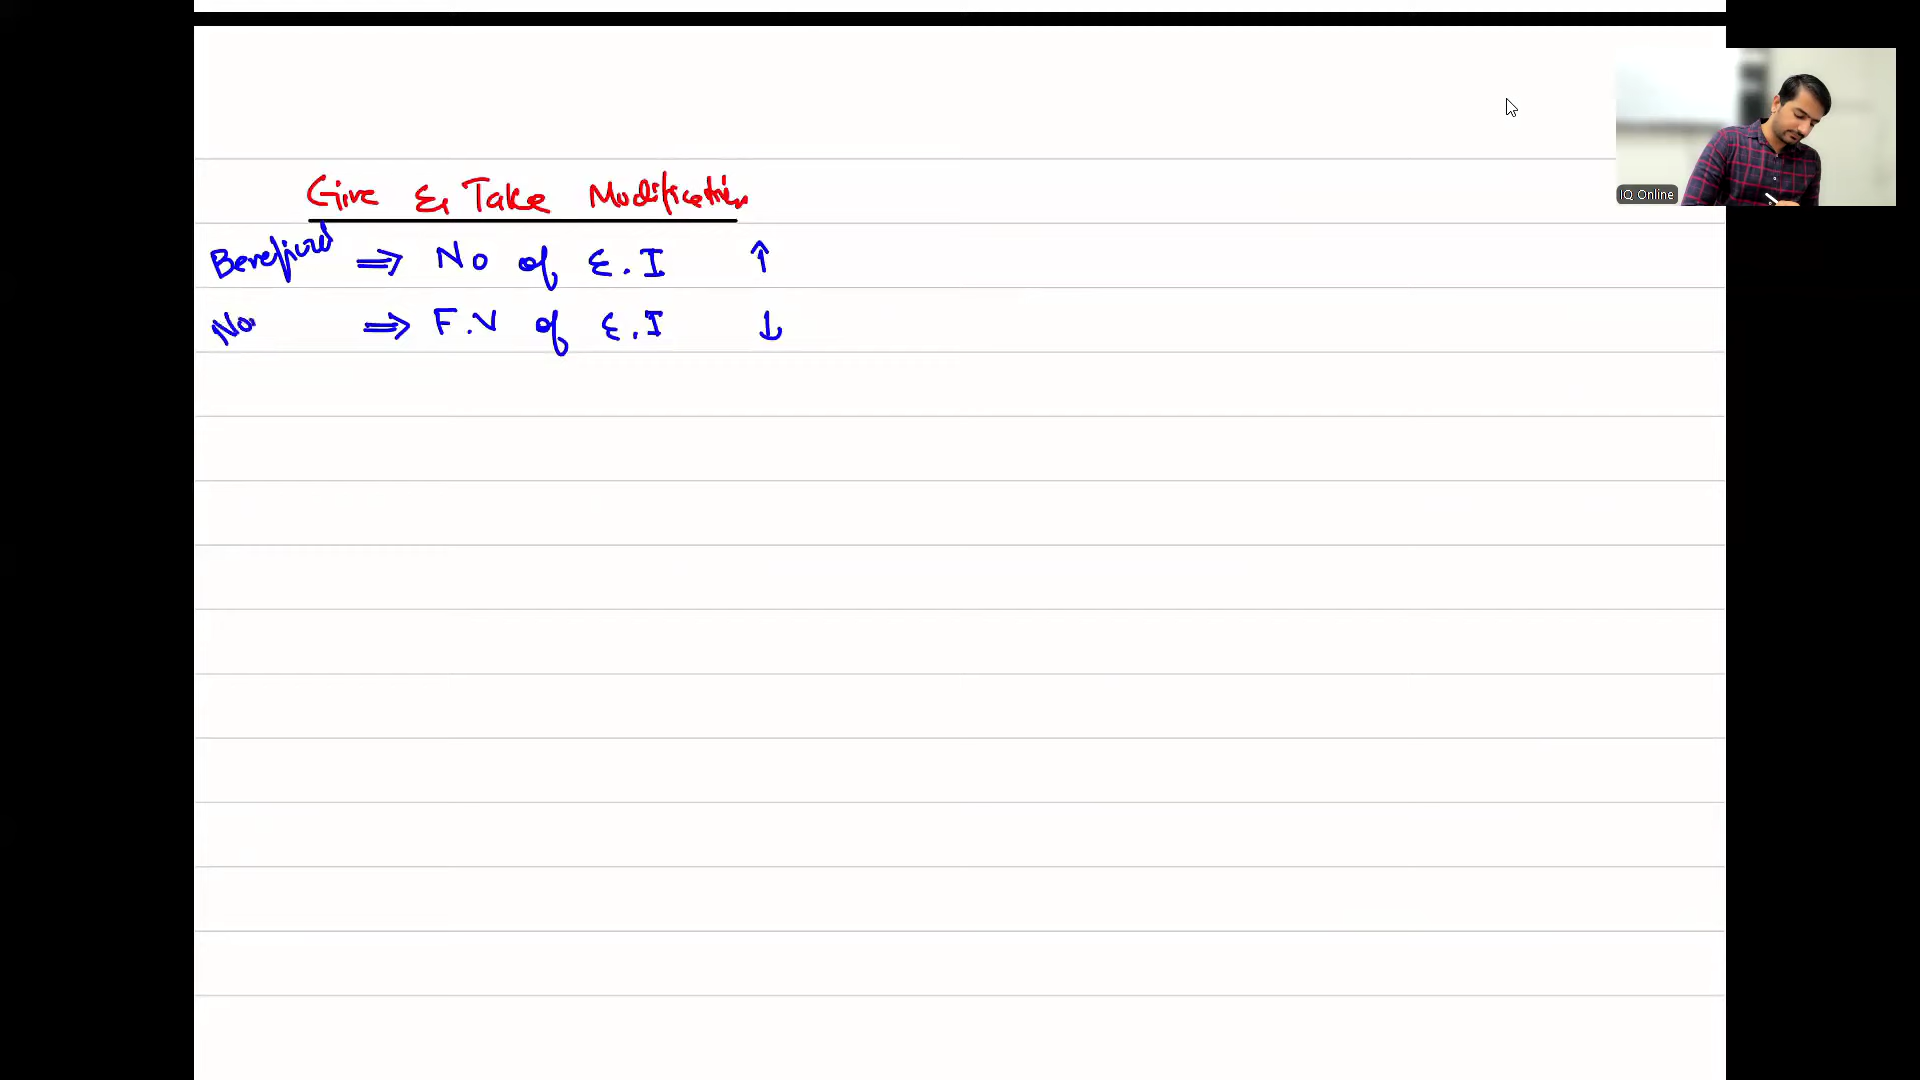 Give & Take Modification
Beneficial ⇒ No of E.I ↑
No ⇒ F.V of E.I ↓
IQ Online